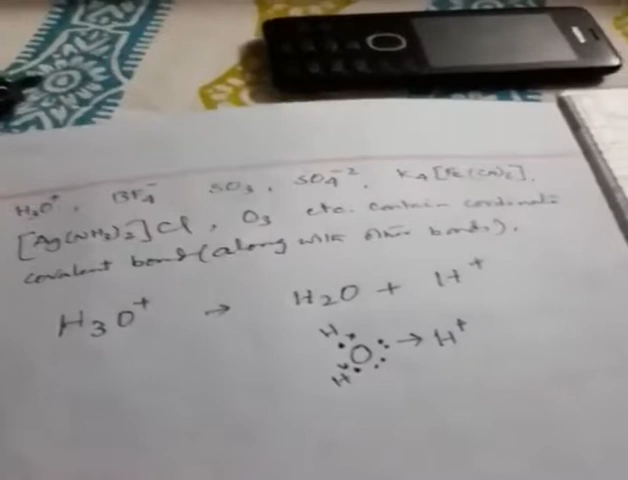 H₃O⁺, BF₄⁻ SO₃, SO₄⁻², K₄[Fe(CN)₆],
[Ag(NH₃)₂]Cl, O₃ etc. contain coordinate
covalent bond (along with other bonds).
H₃O⁺ → H₂O + H⁺
H
O → H⁺
H